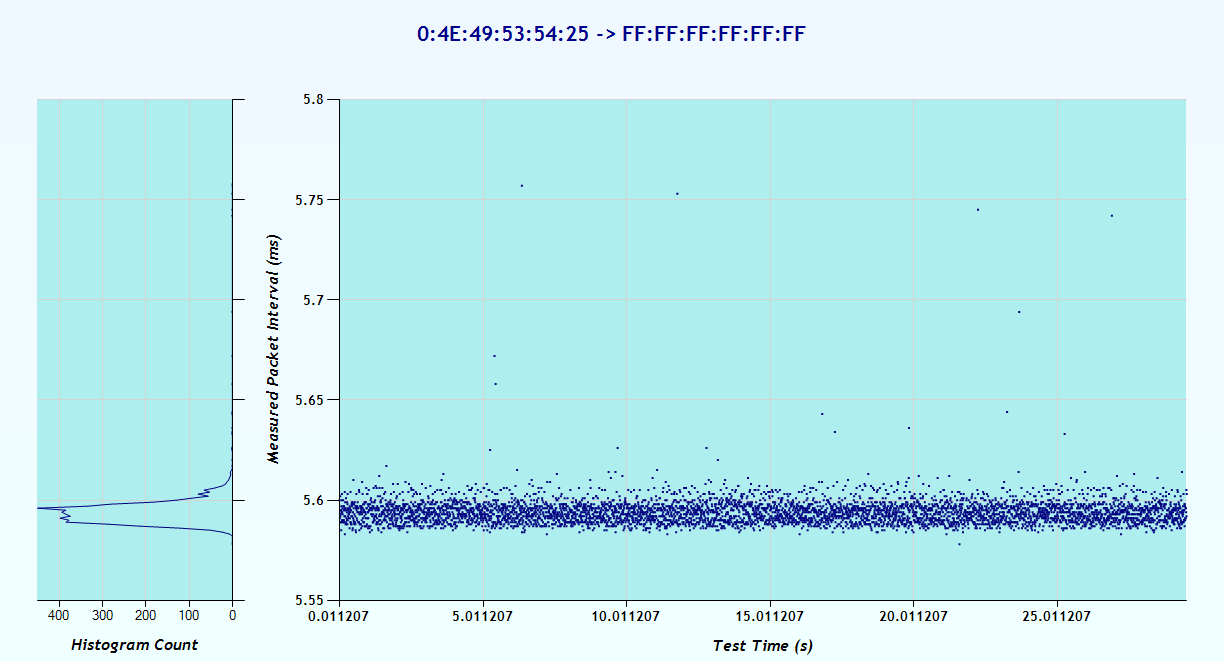 0:4E:49:53:54:25 -> FF:FF:FF:FF:FF:FF
5.8
5.75
5.7
5.65
5.6
5.55
Measured Packet Interval (ms)
400 300 200 100 0
0.011207 5.011207 10.011207 15.011207 20.011207 25.011207
Histogram Count
Test Time (s)